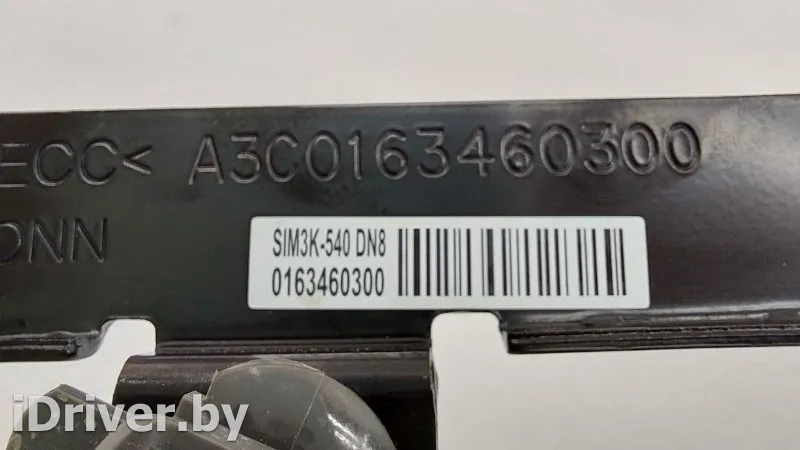 ECC< A3C0163460300
ONN
SIM3K-540 DN8
0163460300
iDriver.by